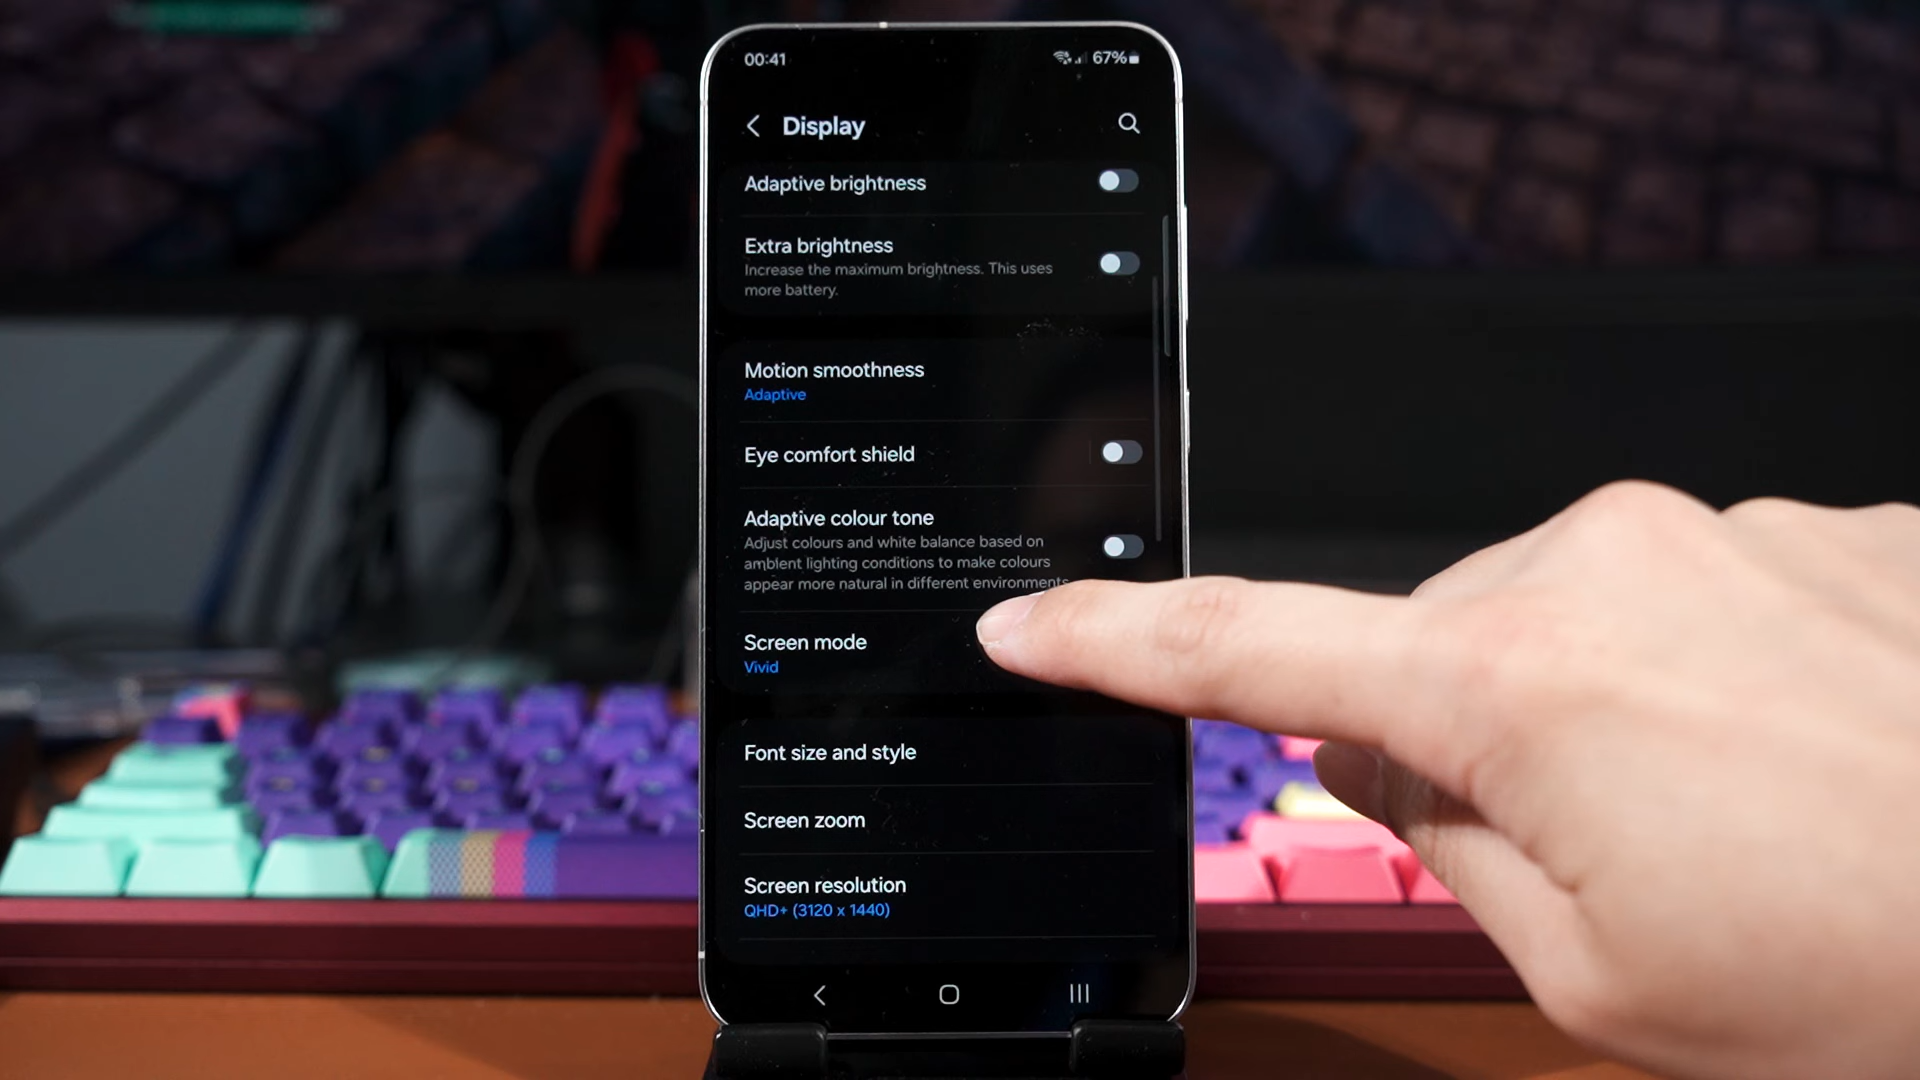 00:41
67%
Display
Adaptive brightness
Extra brightness
Increase the maximum brightness. This uses
more battery.
Motion smoothness
Adaptive
Eye comfort shield
Adaptive colour tone
Adjust colours and white balance based on
ambient lighting conditions to make colours
appear more natural in different environments.
Screen mode
Vivid
Font size and style
Screen zoom
Screen resolution
QHD+ (3120 x 1440)